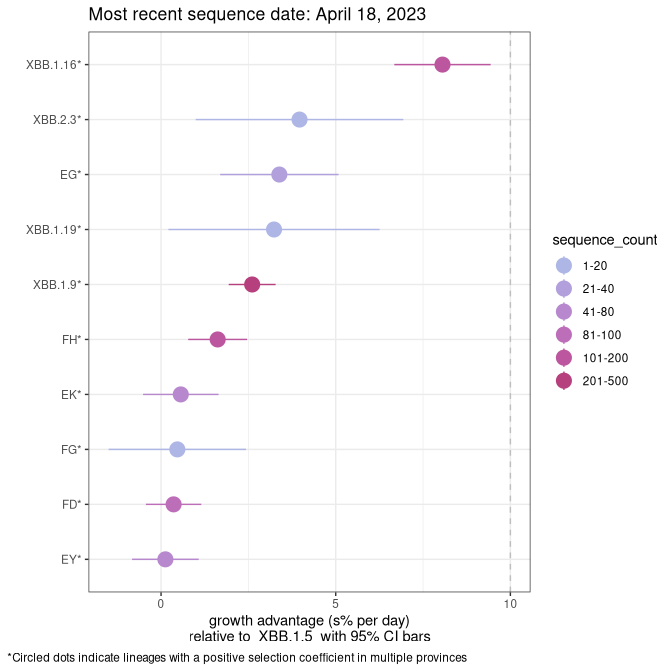 Most recent sequence date: April 18, 2023
XBB.1.16*
XBB.2.3*
EG*
XBB.1.19*
XBB.1.9*
FH*
EK*
FG*
FD*
EY*
0 5 10
growth advantage (s% per day)
relative to XBB.1.5 with 95% CI bars
sequence_count
1-20
21-40
41-80
81-100
101-200
201-500
*Circled dots indicate lineages with a positive selection coefficient in multiple provinces